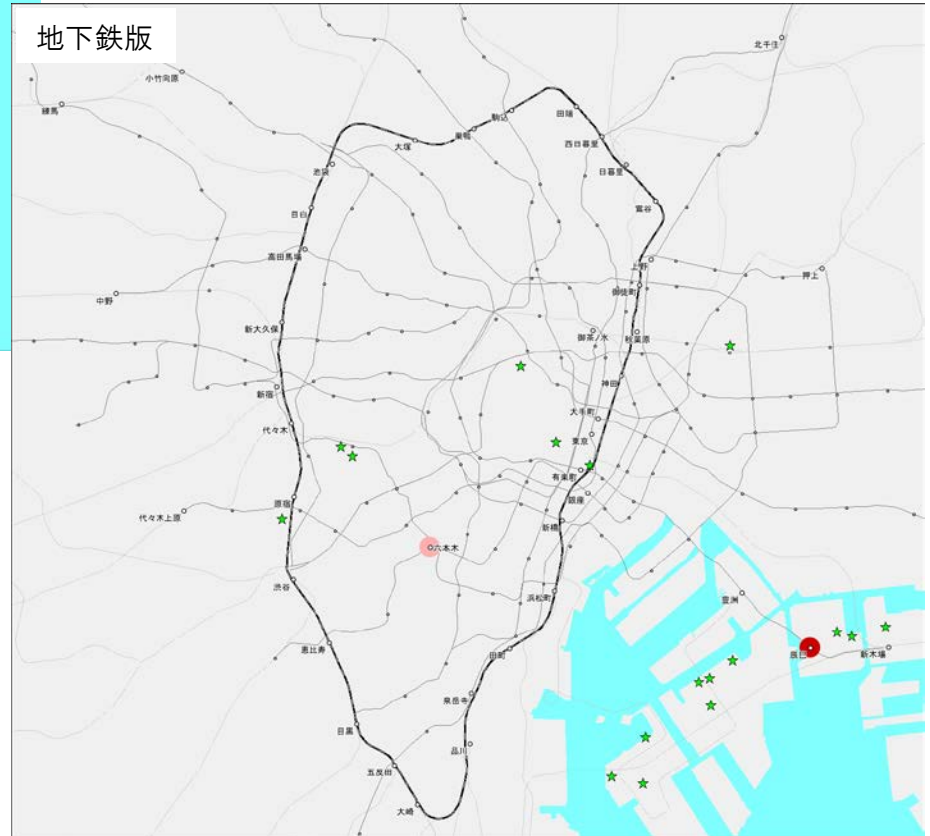 地下鉄版
北千住
小竹向原
練馬
駒込
田端
巣鴨
大塚
西日暮里
池袋
日暮里
目白
鶯谷
高田馬場
上野
押上
御徒町
中野
新大久保
御茶ノ水
秋葉原
神田
新宿
大手町
代々木
東京
有楽町
原宿
銀座
代々木上原
新橋
六本木
渋谷
浜松町
豊洲
恵比寿
田町
辰巳
新木場
泉岳寺
目黒
品川
五反田
大崎